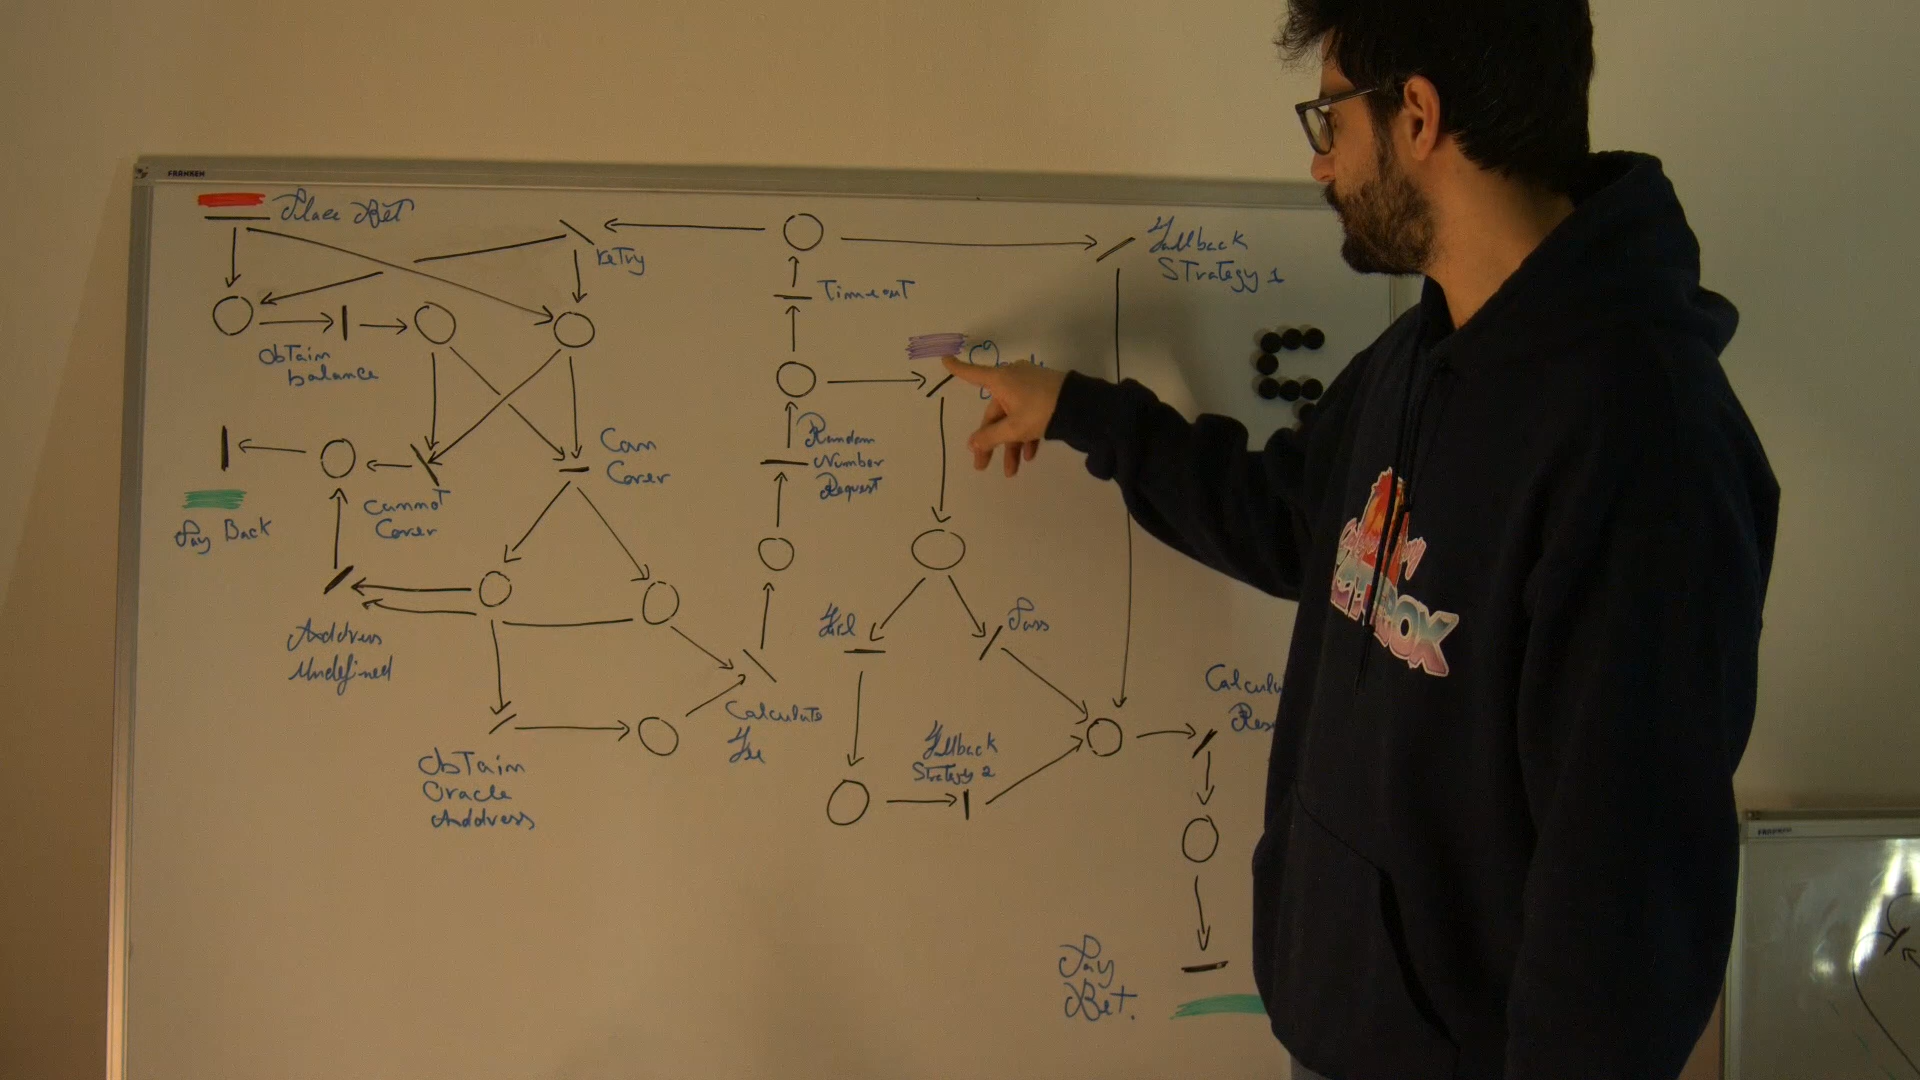 FRANKEN
Place Bet
retry
Fallback
Strategy 1
Timeout
Obtain
balance
Random
Number
Request
Can
Cover
Cannot
Cover
Pay Back
Address
Undefined
Fail
Pass
Calculate
Fee
Obtain
Oracle
Address
Fallback
Strategy 2
Pay
Bet.
FRANKEN